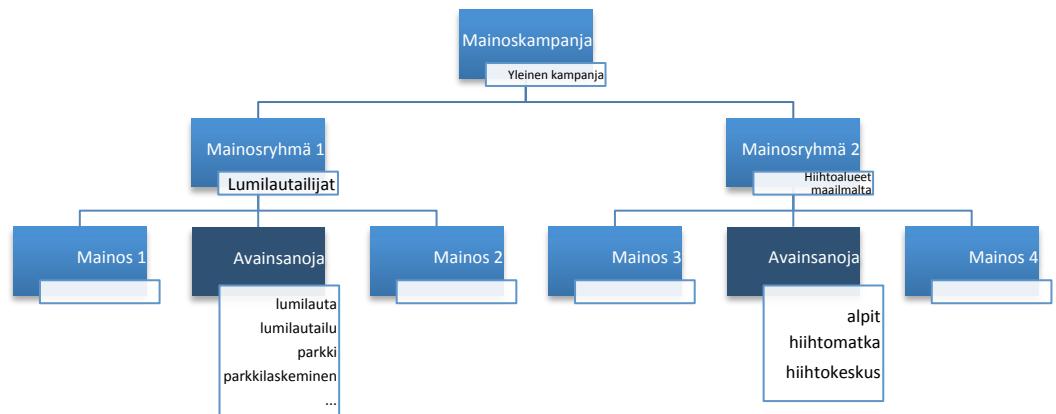 Mainoskampanja
Yleinen kampanja
Mainosryhmä 1
Lumilautailijat
Mainosryhmä 2
Hiihtoalueet
maailmalta
Mainos 1
Avainsanoja
lumilauta
lumilautailu
parkki
parkkilaskeminen
...
Mainos 2
Mainos 3
Avainsanoja
alpit
hiihtomatka
hiihtokeskus
Mainos 4